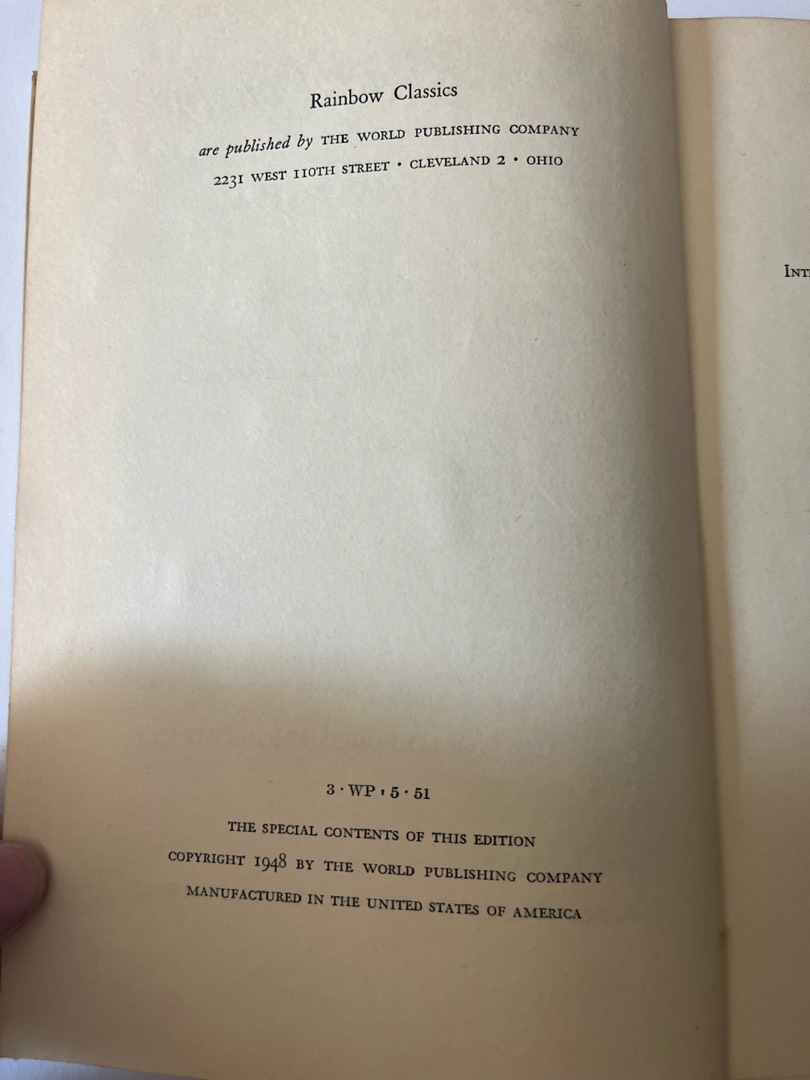 Rainbow Classics
are published by THE WORLD PUBLISHING COMPANY
2231 WEST 110TH STREET • CLEVELAND 2 • OHIO
3 · WP · 5 · 51
THE SPECIAL CONTENTS OF THIS EDITION
COPYRIGHT 1948 BY THE WORLD PUBLISHING COMPANY
MANUFACTURED IN THE UNITED STATES OF AMERICA